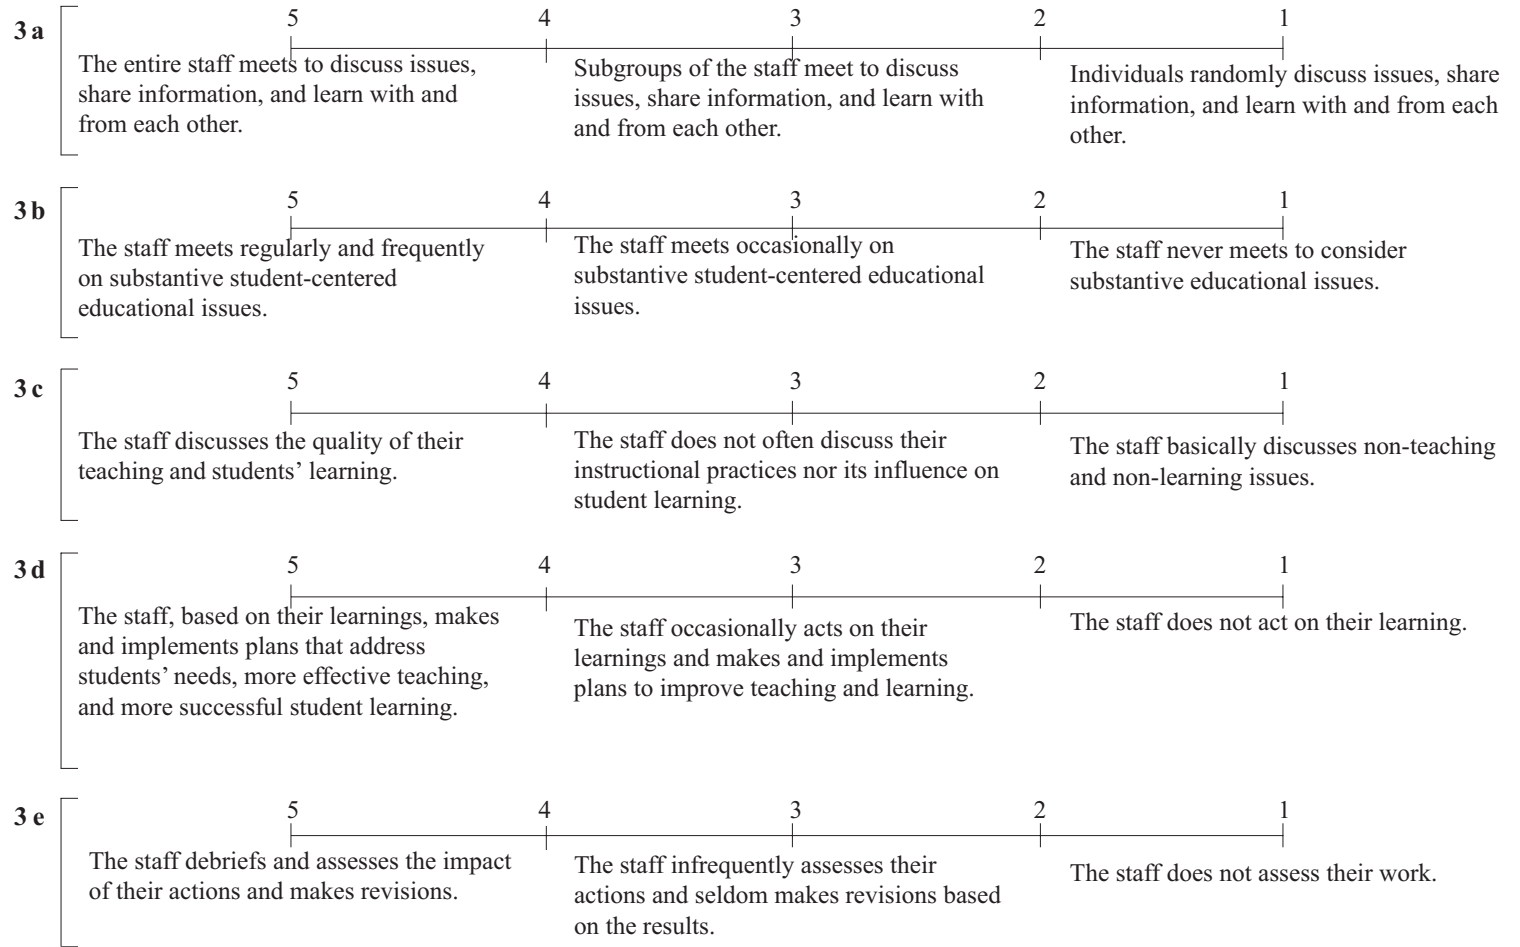 3a
5 4 3 2 1
The entire staff meets to discuss issues,
share information, and learn with and
from each other.
Subgroups of the staff meet to discuss
issues, share information, and learn with
and from each other.
Individuals randomly discuss issues, share
information, and learn with and from each
other.
3b
5 4 3 2 1
The staff meets regularly and frequently
on substantive student-centered
educational issues.
The staff meets occasionally on
substantive student-centered educational
issues.
The staff never meets to consider
substantive educational issues.
3c
5 4 3 2 1
The staff discusses the quality of their
teaching and students’ learning.
The staff does not often discuss their
instructional practices nor its influence on
student learning.
The staff basically discusses non-teaching
and non-learning issues.
3d
5 4 3 2 1
The staff, based on their learnings, makes
and implements plans that address
students’ needs, more effective teaching,
and more successful student learning.
The staff occasionally acts on their
learnings and makes and implements
plans to improve teaching and learning.
The staff does not act on their learning.
3e
5 4 3 2 1
The staff debriefs and assesses the impact
of their actions and makes revisions.
The staff infrequently assesses their
actions and seldom makes revisions based
on the results.
The staff does not assess their work.